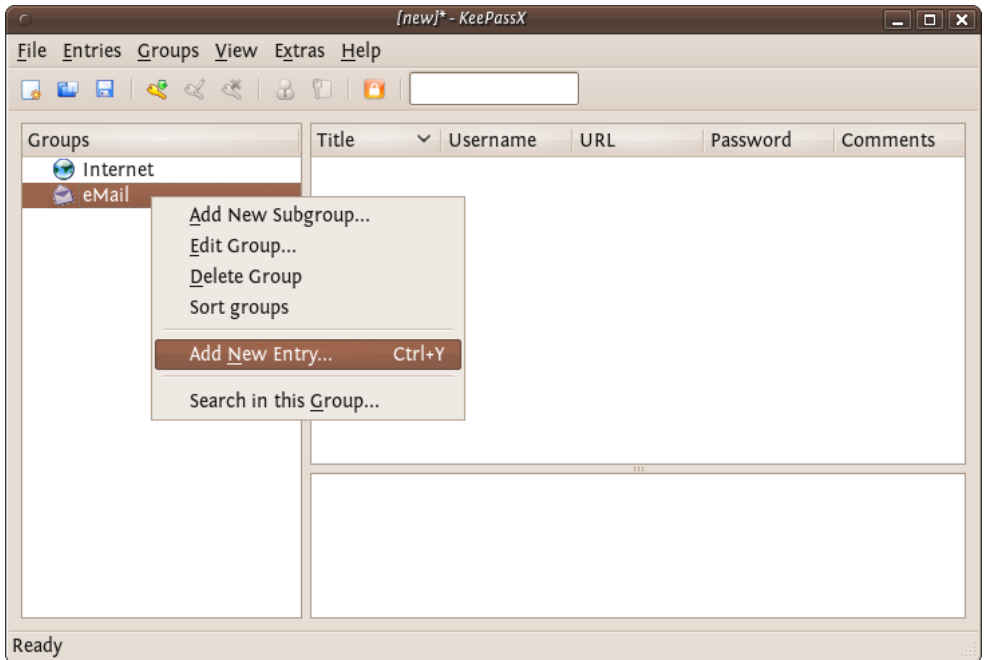 [new]* - KeePassX
File Entries Groups View Extras Help
Groups
Title Username URL Password Comments
Internet
eMail
Add New Subgroup...
Edit Group...
Delete Group
Sort groups
Add New Entry... Ctrl+Y
Search in this Group...
Ready